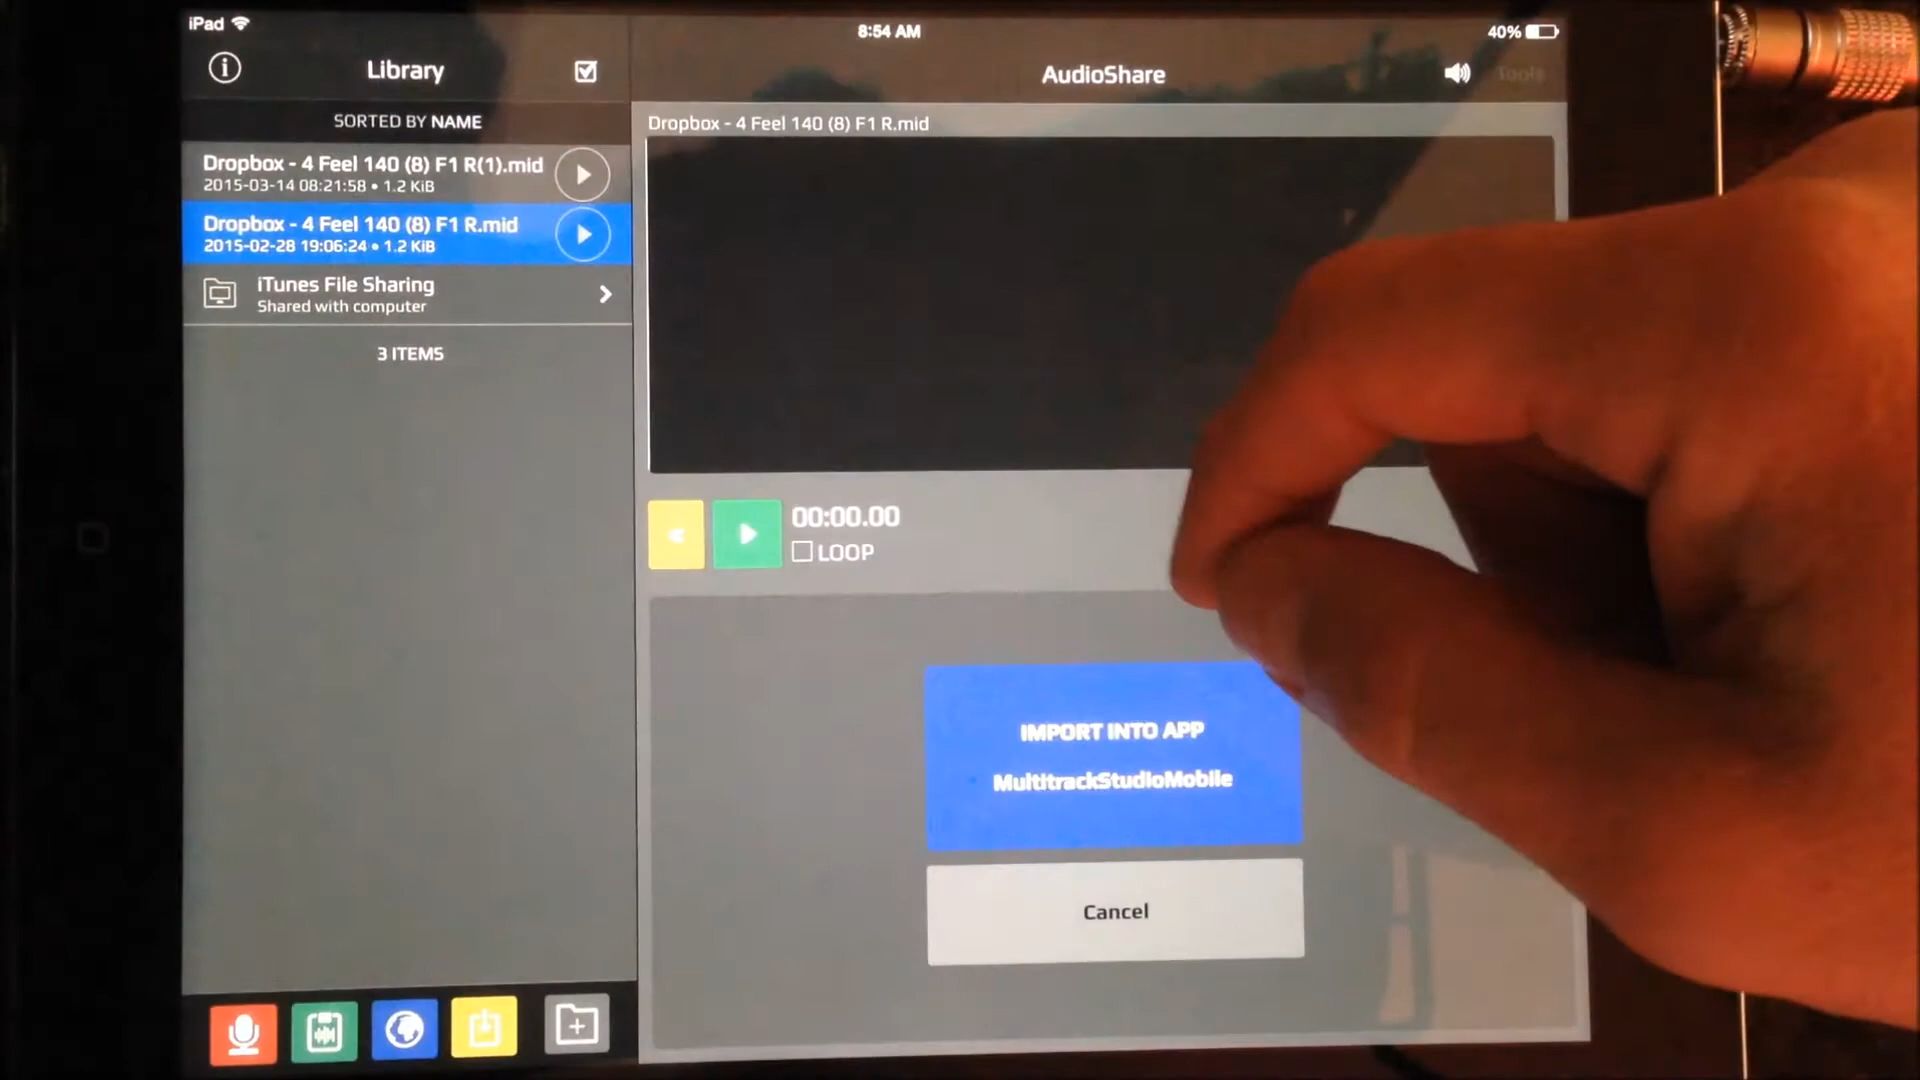 iPad
8:54 AM
40%
Library
AudioShare
Tools
SORTED BY NAME
Dropbox - 4 Feel 140 (8) F1 R.mid
Dropbox - 4 Feel 140 (8) F1 R(1).mid
2015-03-14 08:21:58 • 1.2 KiB
Dropbox - 4 Feel 140 (8) F1 R.mid
2015-02-28 19:06:24 • 1.2 KiB
iTunes File Sharing
Shared with computer
3 ITEMS
00:00.00
LOOP
IMPORT INTO APP
MultitrackStudioMobile
Cancel